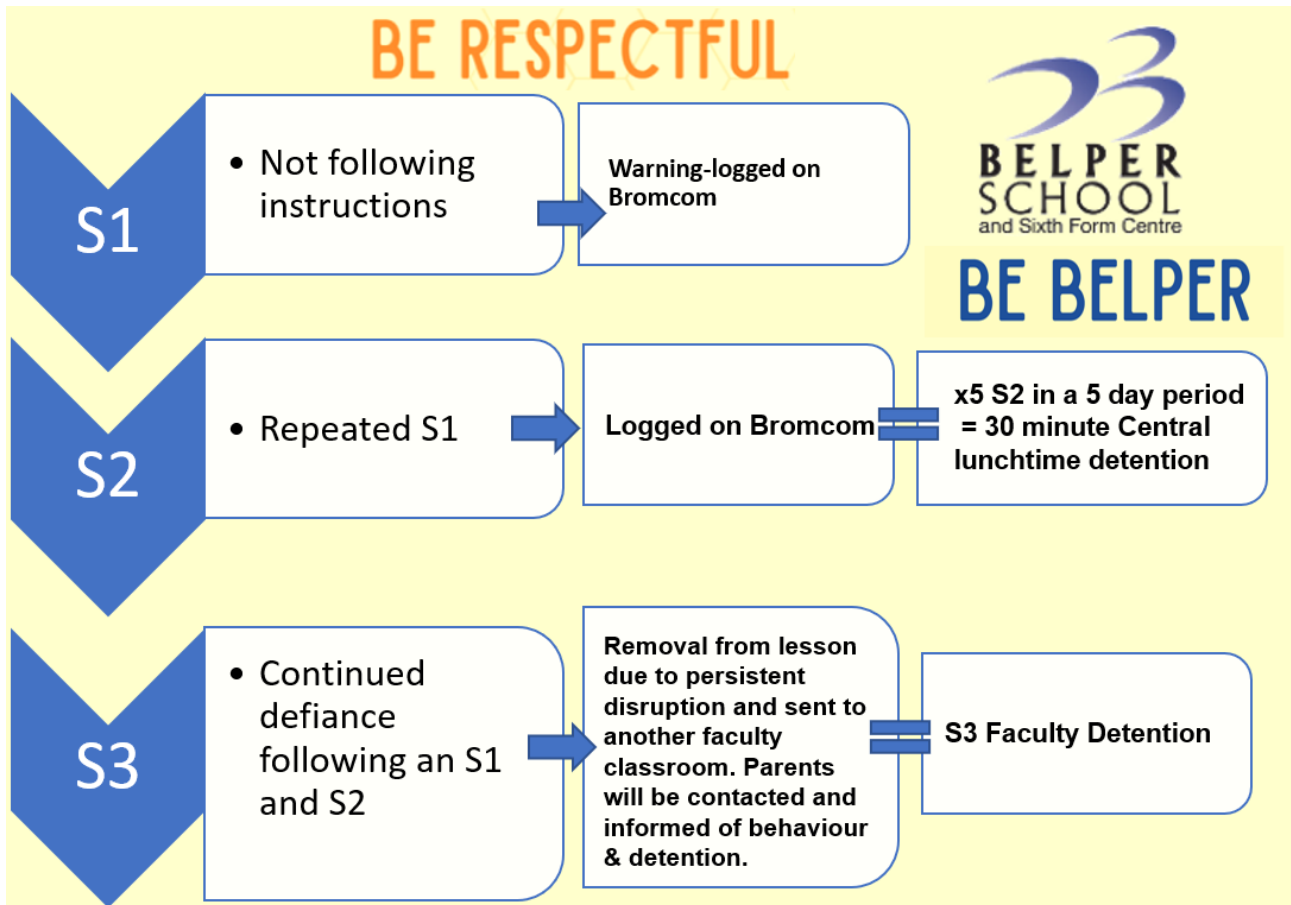 BE RESPECTFUL
BELPER
SCHOOL
and Sixth Form Centre
BE BELPER
S1
• Not following
instructions
Warning-logged on
Bromcom
S2
• Repeated S1
Logged on Bromcom
x5 S2 in a 5 day period
= 30 minute Central
lunchtime detention
S3
• Continued
defiance
following an S1
and S2
Removal from lesson
due to persistent
disruption and sent to
another faculty
classroom. Parents
will be contacted and
informed of behaviour
& detention.
S3 Faculty Detention